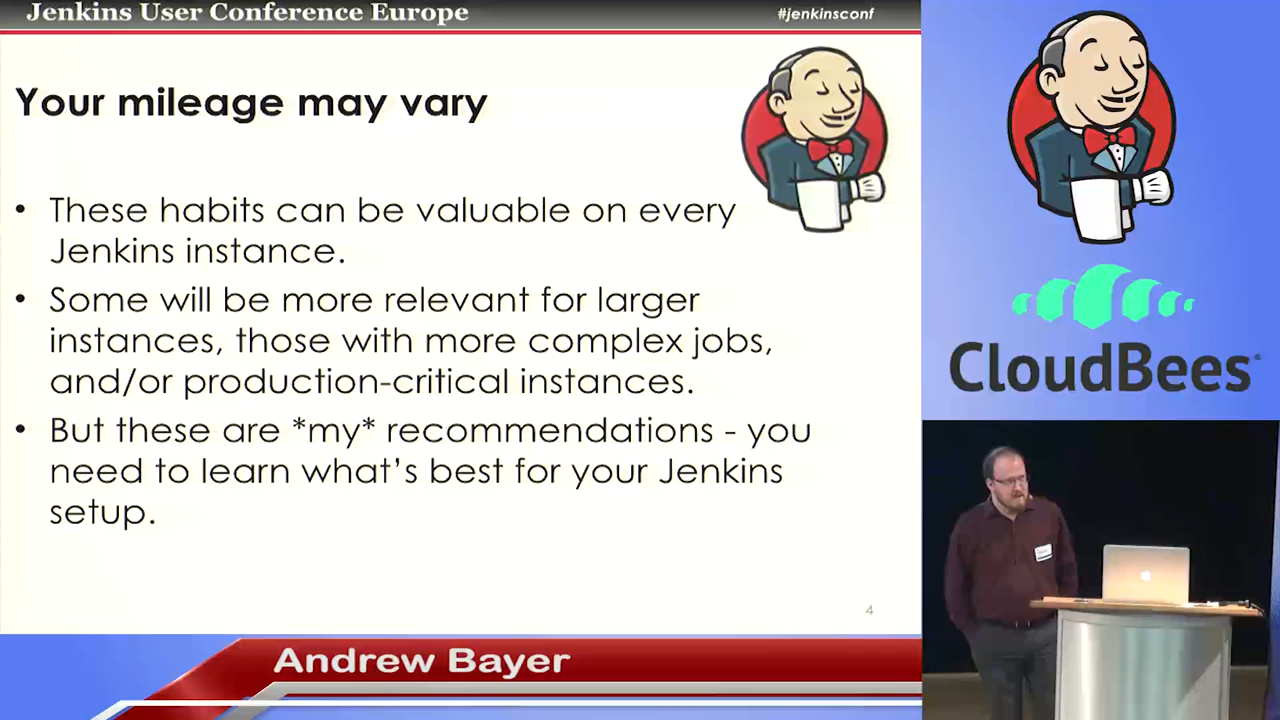 Jenkins User Conference Europe
#jenkinsconf
Your mileage may vary
• These habits can be valuable on every
Jenkins instance.
• Some will be more relevant for larger
instances, those with more complex jobs,
and/or production-critical instances.
• But these are *my* recommendations - you
need to learn what's best for your Jenkins
setup.
4
CloudBees
Andrew Bayer